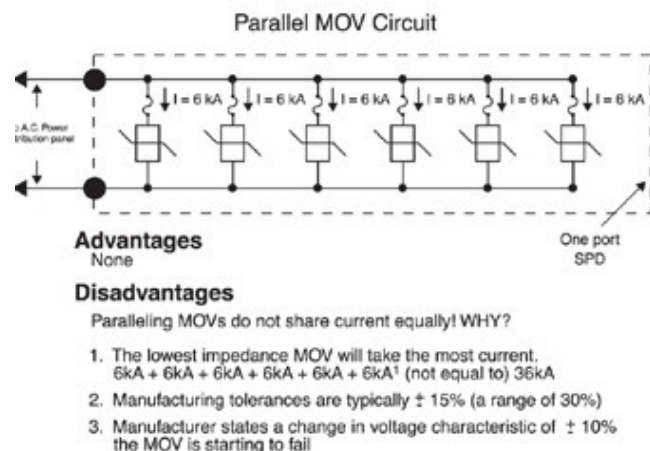 Parallel MOV Circuit
I = 6 kA I = 6 kA I = 6 kA I = 6 kA I = 6 kA I = 6 kA
o A.C. Power
stribution panel
One port
SPD
Advantages
None
Disadvantages
Paralleling MOVs do not share current equally! WHY?
1. The lowest impedance MOV will take the most current.
6kA + 6kA + 6kA + 6kA + 6kA + 6kA¹ (not equal to) 36kA
2. Manufacturing tolerances are typically ± 15% (a range of 30%)
3. Manufacturer states a change in voltage characteristic of ± 10%
the MOV is starting to fail